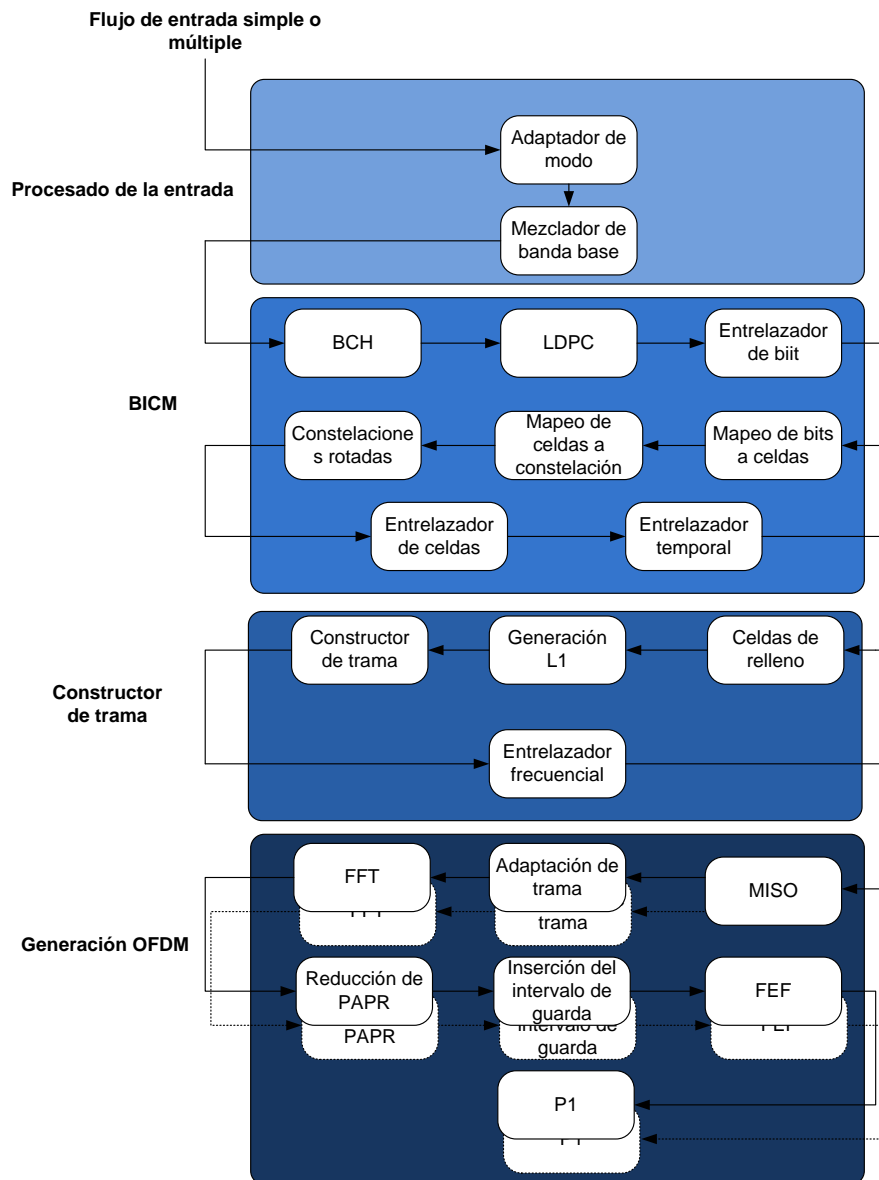 Flujo de entrada simple o
múltiple
Adaptador de
modo
Procesado de la entrada
Mezclador de
banda base
BCH
LDPC
Entrelazador
de biit
BICM
Constelacione
s rotadas
Mapeo de
celdas a
constelación
Mapeo de bits
a celdas
Entrelazador
de celdas
Entrelazador
temporal
Constructor
de trama
Generación
L1
Celdas de
relleno
Constructor
de trama
Entrelazador
frecuencial
FFT
Adaptación de
trama
MISO
trama
Generación OFDM
Reducción de
PAPR
Inserción del
intervalo de
guarda
FEF
PAPR
intervalo de
guarda
P1